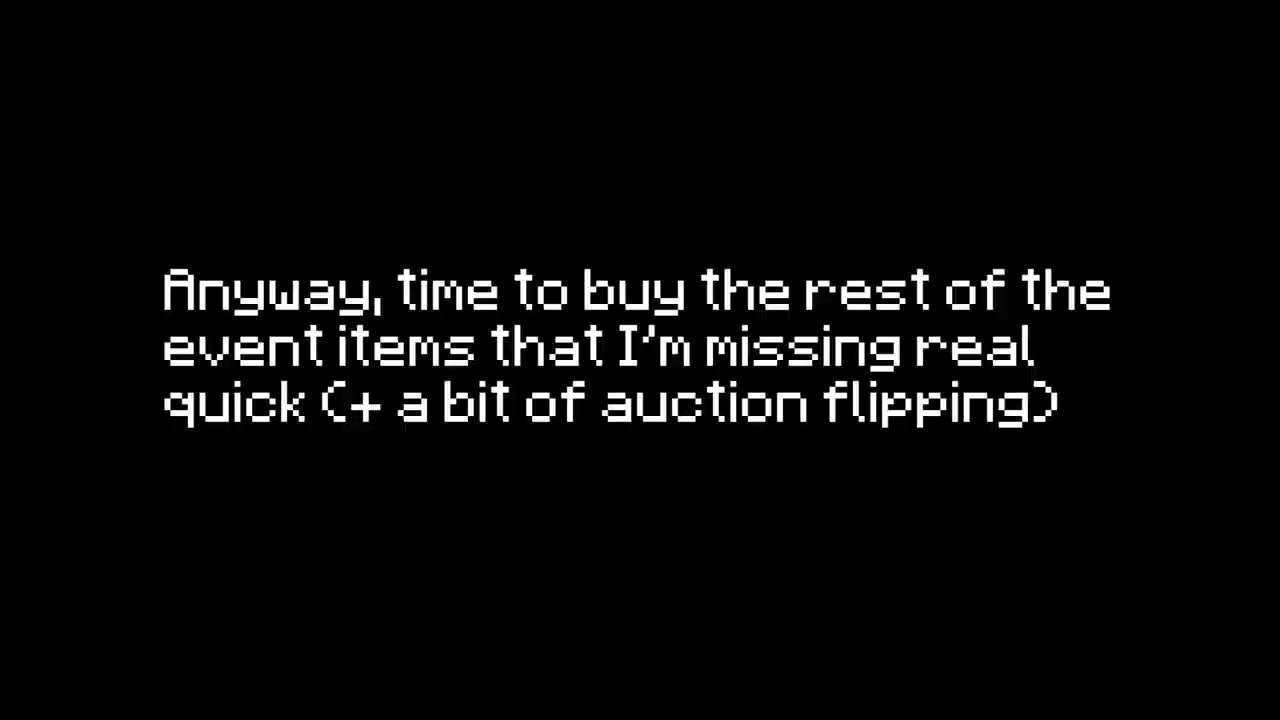 Anyway, time to buy the rest of the
event items that I'm missing real
quick (+ a bit of auction flipping)